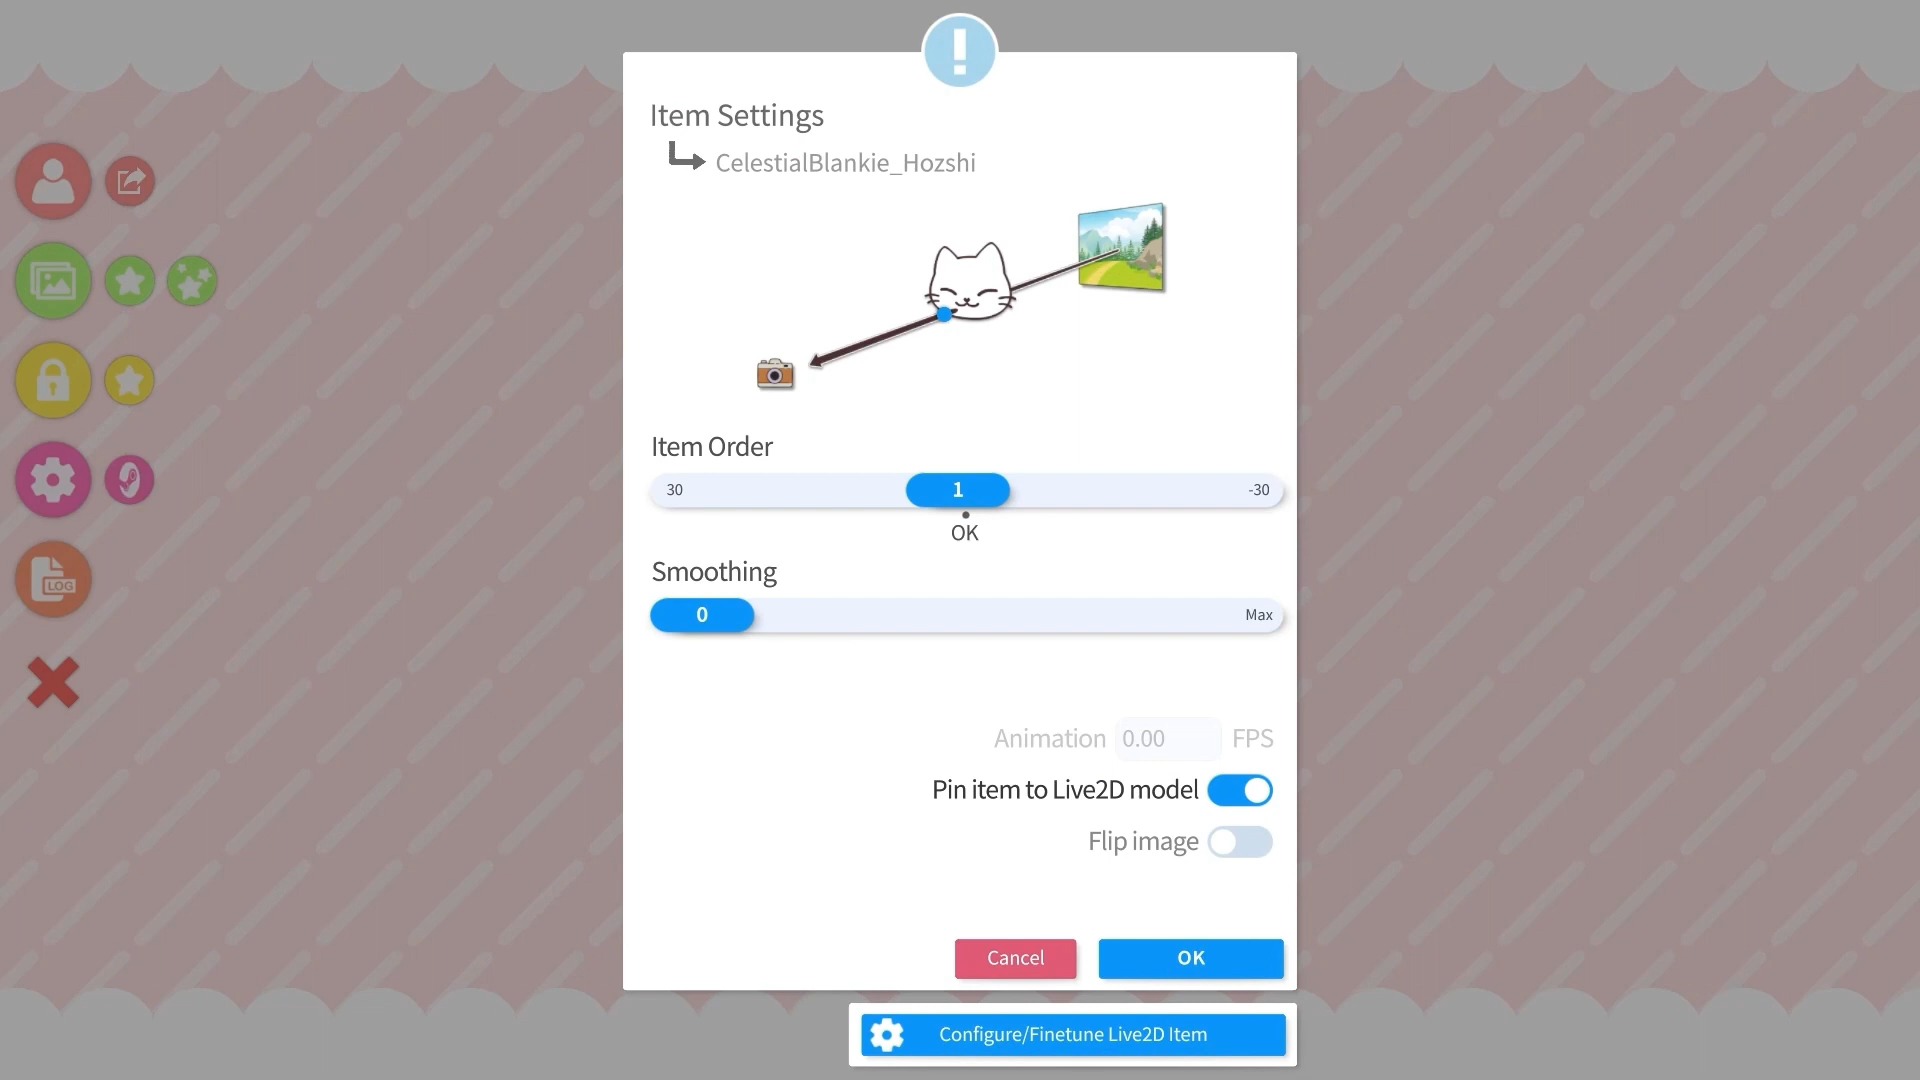 Item Settings
CelestialBlankie_Hozshi
Item Order
30 1 -30
OK
Smoothing
0 Max
Animation 0.00 FPS
Pin item to Live2D model
Flip image
LOG
Cancel OK
Configure/Finetune Live2D Item